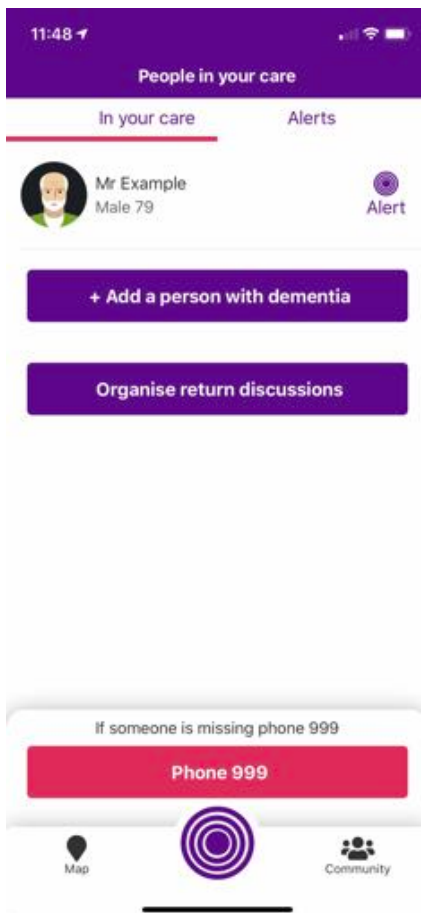 11:48
People in your care
In your care Alerts
Mr Example
Male 79
Alert
+ Add a person with dementia
Organise return discussions
If someone is missing phone 999
Phone 999
Map Community